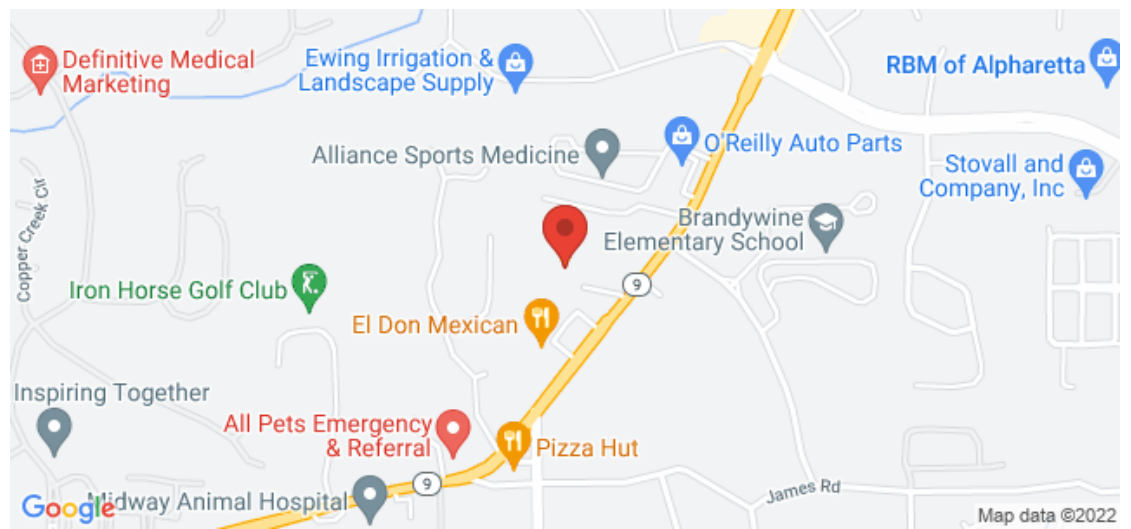 Definitive Medical
Marketing
Ewing Irrigation &
Landscape Supply
RBM of Alpharetta
O'Reilly Auto Parts
Alliance Sports Medicine
Stovall and
Company, Inc
Copper Creek Cir
Brandywine
Elementary School
Iron Horse Golf Club
9
El Don Mexican
Inspiring Together
All Pets Emergency
& Referral
Pizza Hut
9
James Rd
Midway Animal Hospital
Google
Map data ©2022